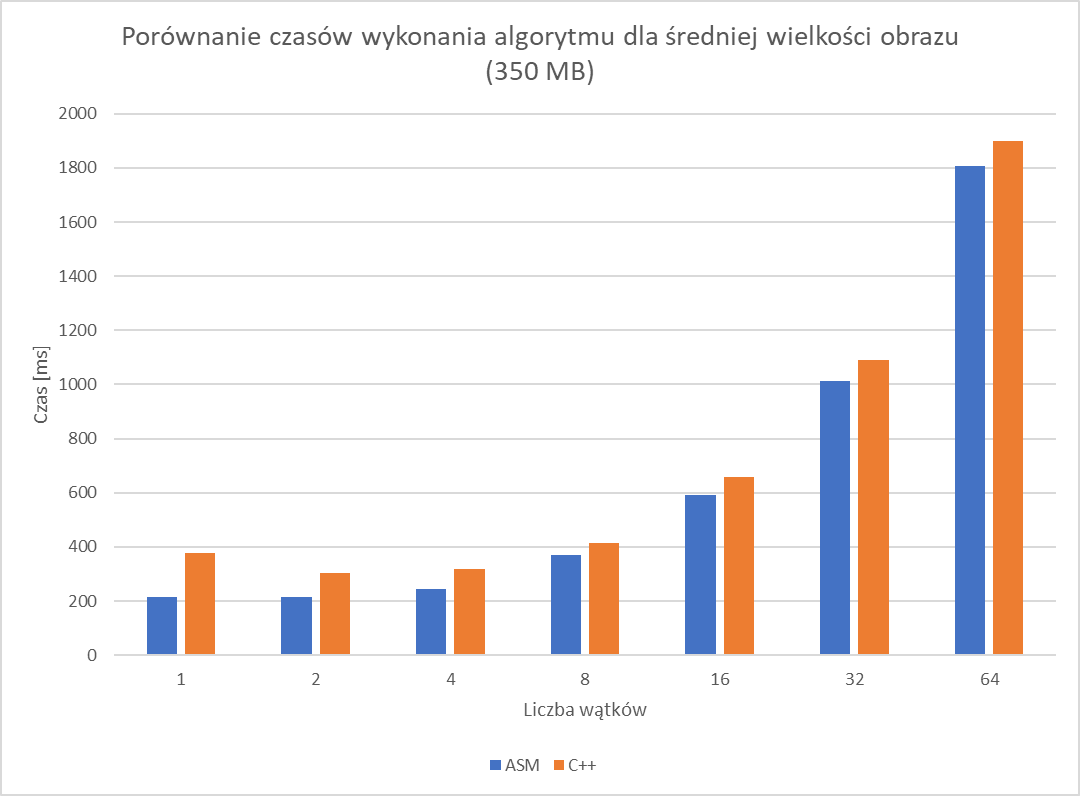 Porównanie czasów wykonania algorytmu dla średniej wielkości obrazu
(350 MB)
2000
1800
1600
1400
1200
1000
800
600
400
200
0
Czas [ms]
1 2 4 8 16 32 64
Liczba wątków
ASM C++